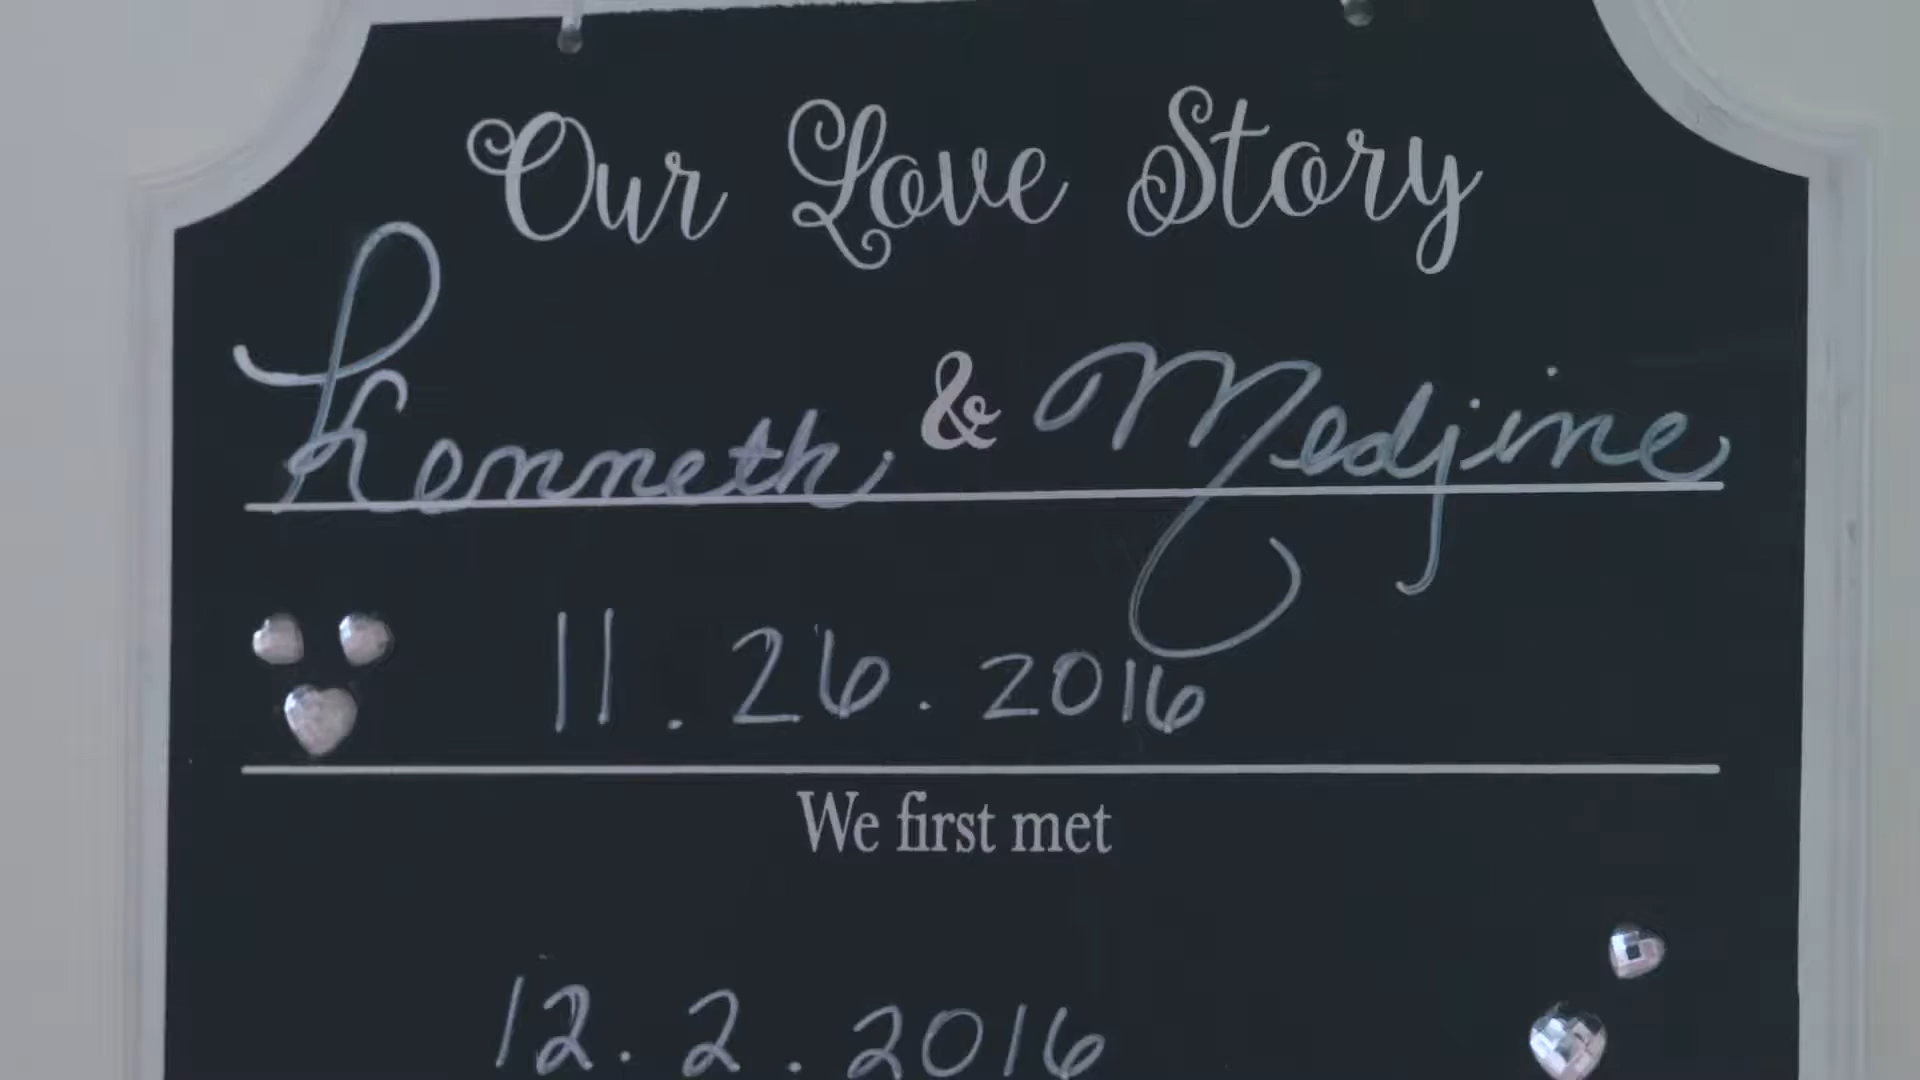 Our Love Story
Kenneth & Medjine
11.26.2016
We first met
12.2.2016